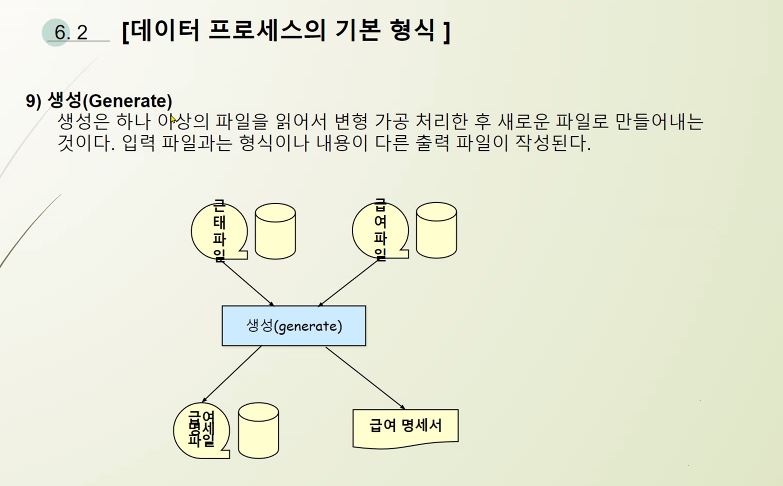 6. 2 [데이터 프로세스의 기본 형식 ]
9) 생성(Generate)
생성은 하나 이상의 파일을 읽어서 변형 가공 처리한 후 새로운 파일로 만들어내는
것이다. 입력 파일과는 형식이나 내용이 다른 출력 파일이 작성된다.
근
태
파
일
급
여
파
일
생성(generate)
급여
명세
파일
급여 명세서